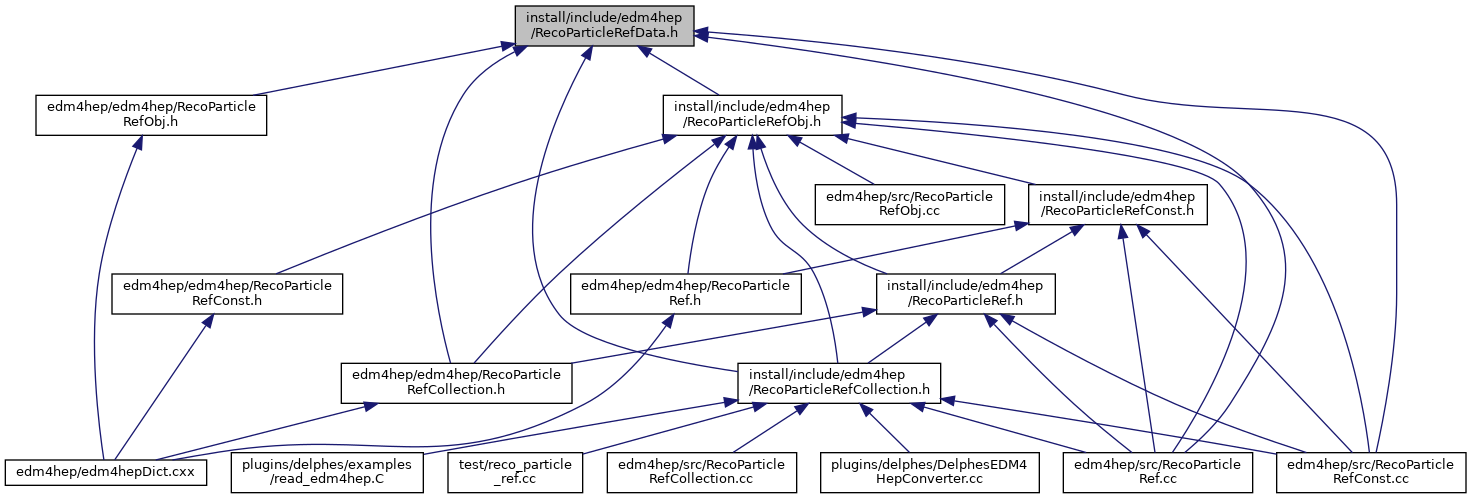 install/include/edm4hep
/RecoParticleRefData.h
edm4hep/edm4hep/RecoParticle
RefObj.h
install/include/edm4hep
/RecoParticleRefObj.h
edm4hep/src/RecoParticle
RefObj.cc
install/include/edm4hep
/RecoParticleRefConst.h
edm4hep/edm4hep/RecoParticle
RefConst.h
edm4hep/edm4hep/RecoParticle
Ref.h
install/include/edm4hep
/RecoParticleRef.h
edm4hep/edm4hep/RecoParticle
RefCollection.h
install/include/edm4hep
/RecoParticleRefCollection.h
edm4hep/edm4hepDict.cxx
plugins/delphes/examples
/read_edm4hep.C
test/reco_particle
_ref.cc
edm4hep/src/RecoParticle
RefCollection.cc
plugins/delphes/DelphesEDM4
HepConverter.cc
edm4hep/src/RecoParticle
Ref.cc
edm4hep/src/RecoParticle
RefConst.cc